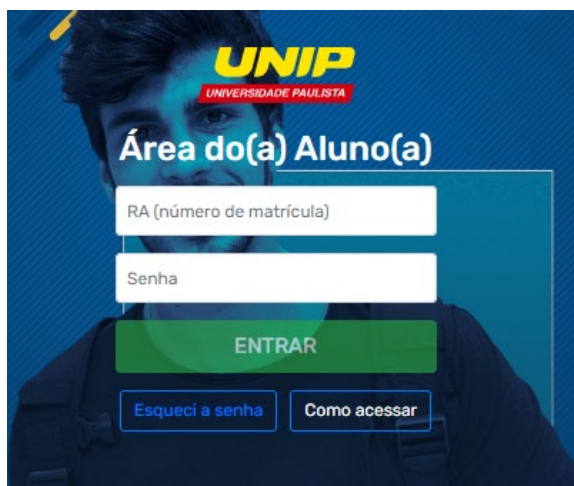 UNIP
UNIVERSIDADE PAULISTA
Área do(a) Aluno(a)
RA (número de matrícula)
Senha
ENTRAR
Esqueci a senha Como acessar